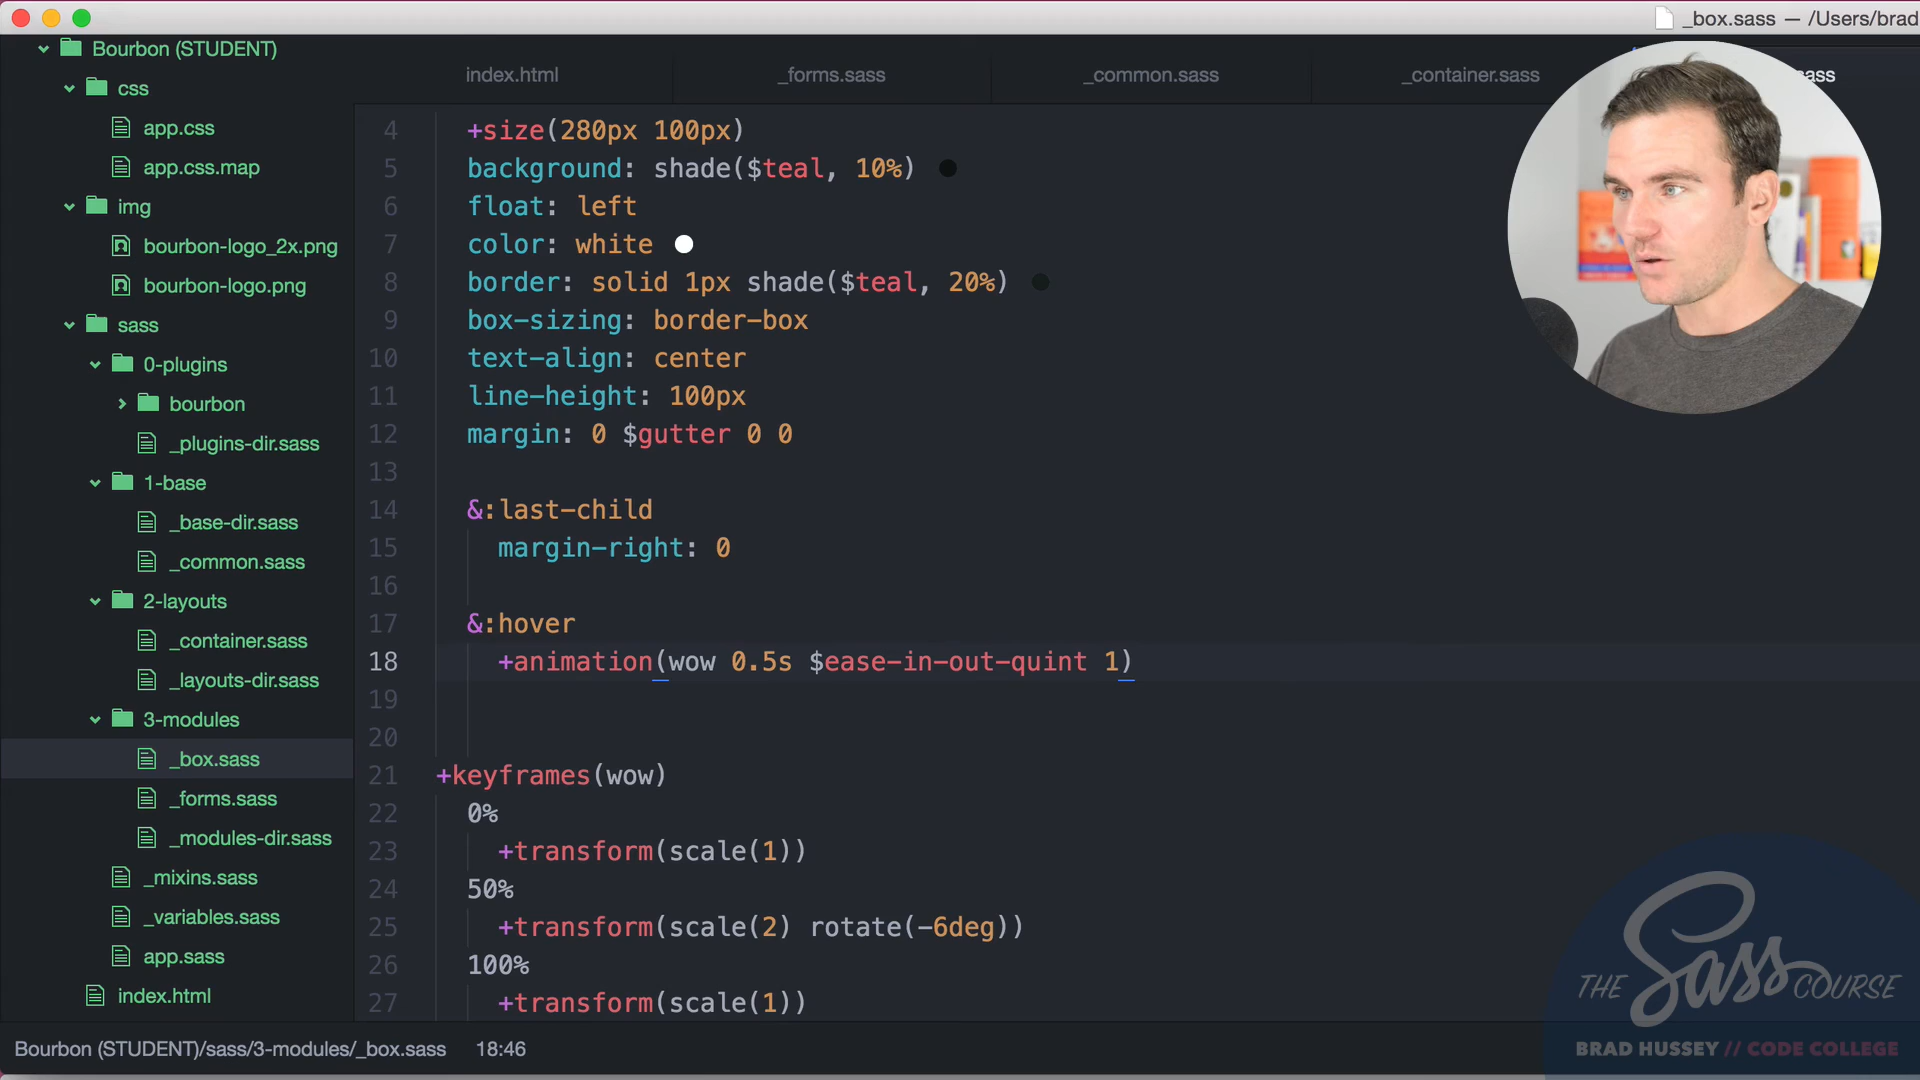 _box.sass — /Users/brad
Bourbon (STUDENT)
css
app.css
app.css.map
img
bourbon-logo_2x.png
bourbon-logo.png
sass
0-plugins
bourbon
_plugins-dir.sass
1-base
_base-dir.sass
_common.sass
2-layouts
_container.sass
_layouts-dir.sass
3-modules
_box.sass
_forms.sass
_modules-dir.sass
_mixins.sass
_variables.sass
app.sass
index.html
index.html _forms.sass _common.sass _container.sass sass
4 +size(280px 100px)
5 background: shade($teal, 10%)
6 float: left
7 color: white
8 border: solid 1px shade($teal, 20%)
9 box-sizing: border-box
10 text-align: center
11 line-height: 100px
12 margin: 0 $gutter 0 0
13
14 &:last-child
15 margin-right: 0
16
17 &:hover
18 +animation(wow 0.5s $ease-in-out-quint 1)
19
20
21 +keyframes(wow)
22 0%
23 +transform(scale(1))
24 50%
25 +transform(scale(2) rotate(-6deg))
26 100%
27 +transform(scale(1))
Bourbon (STUDENT)/sass/3-modules/_box.sass 18:46
THE Sass COURSE
BRAD HUSSEY // CODE COLLEGE